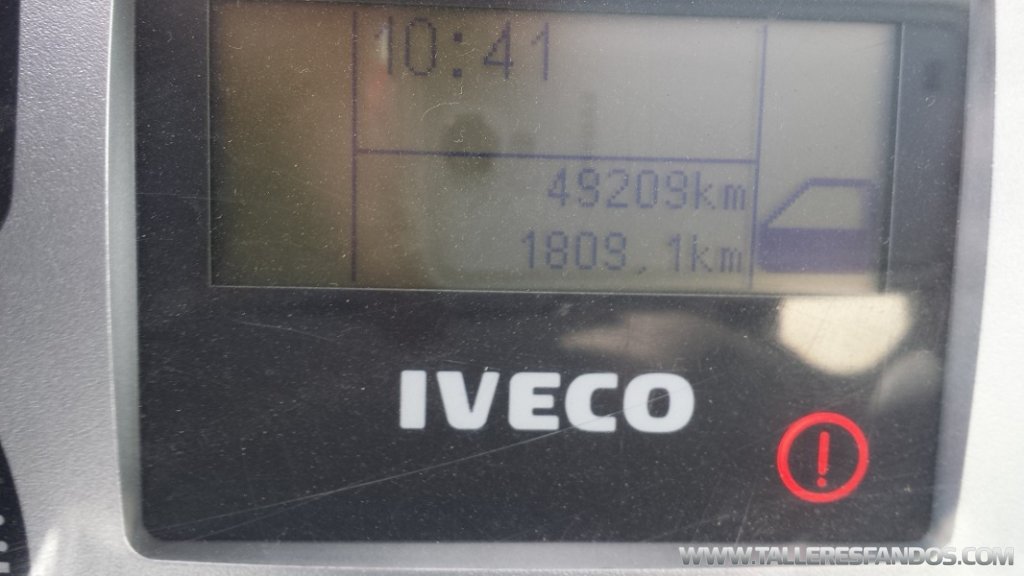 10:41
49209km
1809.1km
IVECO
WWW.TALLERESFANDOS.COM